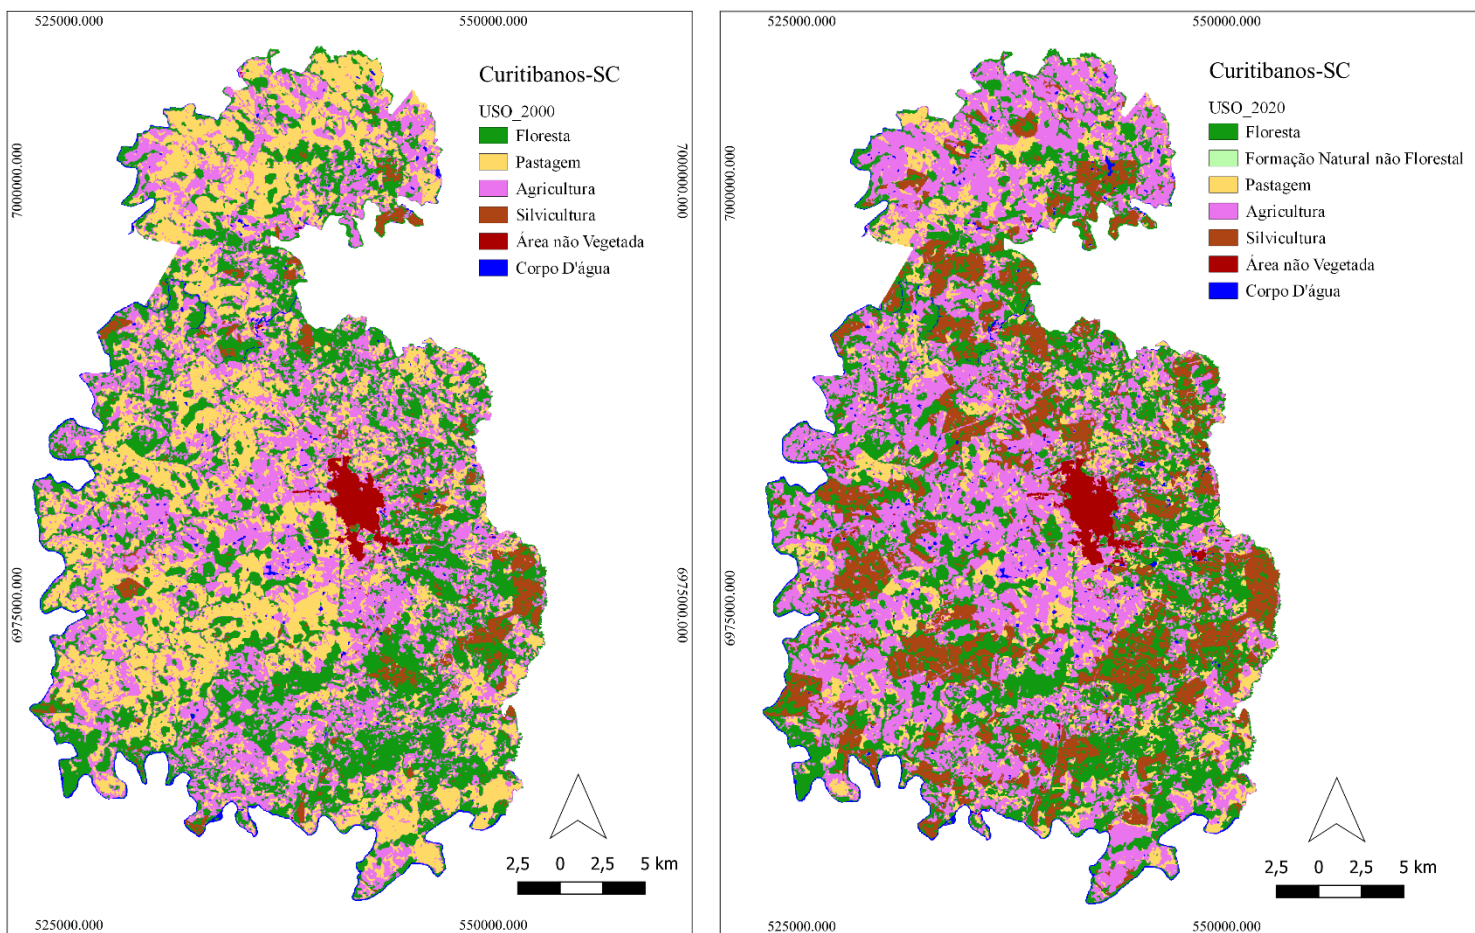 525000.000
550000.000
Curitibanos-SC
USO_2000
Floresta
Pastagem
Agricultura
Silvicultura
Área não Vegetada
Corpo D'água
7000000.000
7000000.000
6975000.000
6975000.000
2,5 0 2,5 5 km
525000.000
550000.000
525000.000
550000.000
Curitibanos-SC
USO_2020
Floresta
Formação Natural não Florestal
Pastagem
Agricultura
Silvicultura
Área não Vegetada
Corpo D'água
7000000.000
6975000.000
2,5 0 2,5 5 km
525000.000
550000.000